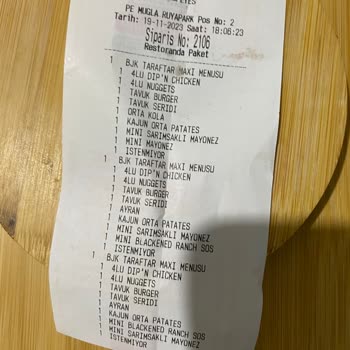 PE MUGLA RUYAPARK Pos No: 2
Tarih: 19-11-2023 Saat: 18:06:23
Siparis No: 2106
Restoranda Paket
1 BJK TARAFTAR MAXI MENUSU
1 4LU DIP'N CHICKEN
1 4LU NUGGETS
1 TAVUK BURGER
1 TAVUK SERIDI
1 ORTA KOLA
1 KAJUN ORTA PATATES
1 MINI SARIMSAKLI MAYONEZ
1 MINI SARIMSAKLI MAYONEZ
1 ISTENMIYOR
1 BJK TARAFTAR MAXI MENUSU
1 4LU DIP'N CHICKEN
1 4LU NUGGETS
1 TAVUK BURGER
1 TAVUK SERIDI
1 AYRAN
1 KAJUN ORTA PATATES
1 MINI SARIMSAKLI MAYONEZ
1 MINI BLACKENED RANCH SOS
1 ISTENMIYOR
1 BJK TARAFTAR MAXI MENUSU
1 4LU DIP'N CHICKEN
1 4LU NUGGETS
1 TAVUK BURGER
1 TAVUK SERIDI
1 AYRAN
1 KAJUN ORTA PATATES
1 MINI BLACKENED RANCH SOS
1 MINI SARIMSAKLI MAYONEZ
1 ISTENMIYOR